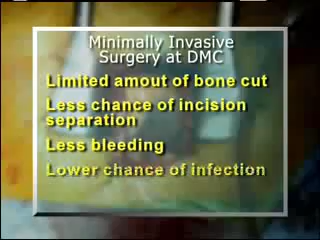 Minimally Invasive
Surgery at DMC
Limited amout of bone cut
Less chance of incision
separation
Less bleeding
Lower chance of infection